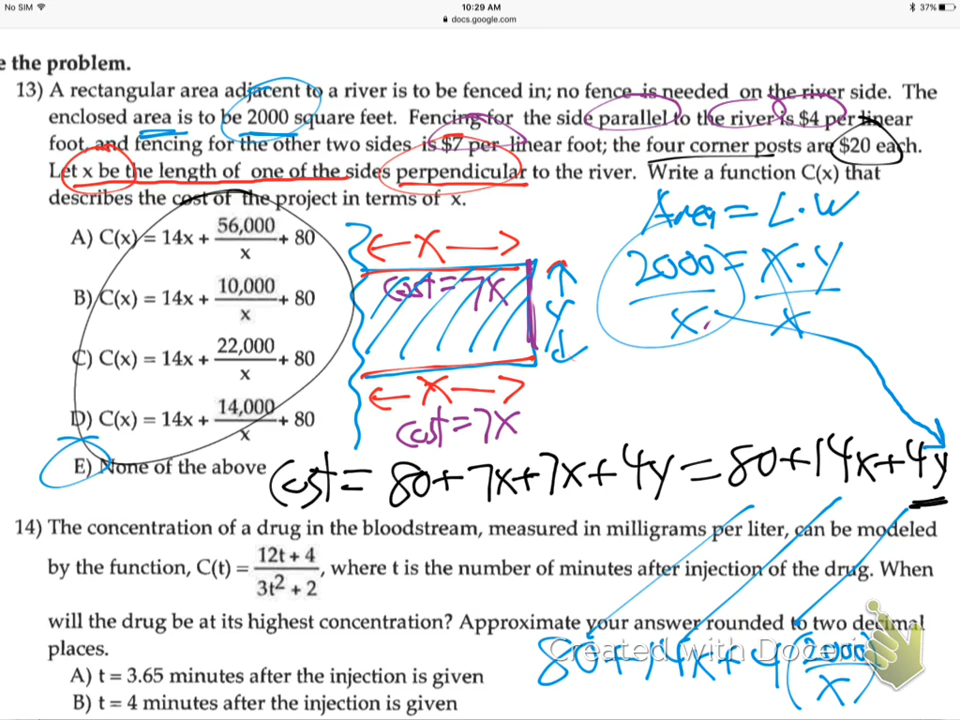 No SIM 10:29 AM 37%
docs.google.com
e the problem.
13) A rectangular area adjacent to a river is to be fenced in; no fence is needed on the river side. The
enclosed area is to be 2000 square feet. Fencing for the side parallel to the river is $4 per linear
foot, and fencing for the other two sides is $7 per linear foot; the four corner posts are $20 each.
Let x be the length of one of the sides perpendicular to the river. Write a function C(x) that
describes the cost of the project in terms of x.
Area = L·W
A) C(x) = 14x + 56,000/x + 80
← X →
2000/x = X·Y/x
B) C(x) = 14x + 10,000/x + 80
cost = 7X
Y
C) C(x) = 14x + 22,000/x + 80
← X →
D) C(x) = 14x + 14,000/x + 80
cost = 7X
E) None of the above
Cost = 80+7x+7x+4y = 80+14x+4y
14) The concentration of a drug in the bloodstream, measured in milligrams per liter, can be modeled
by the function, C(t) = 12t + 4/3t² + 2, where t is the number of minutes after injection of the drug. When
will the drug be at its highest concentration? Approximate your answer rounded to two decimal
places.
Created with Doceri
80+14x+4(2000/x)
A) t = 3.65 minutes after the injection is given
B) t = 4 minutes after the injection is given